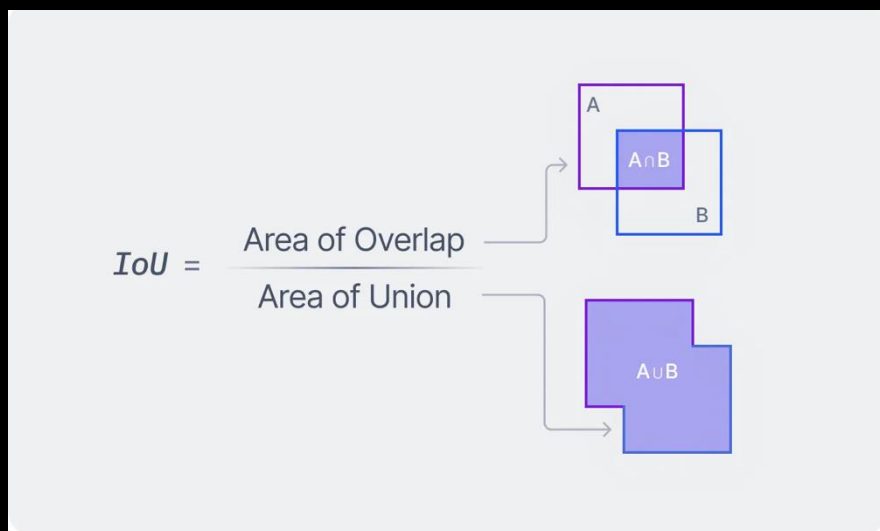 IoU =
Area of Overlap
Area of Union
A
A∩B
B
A∪B